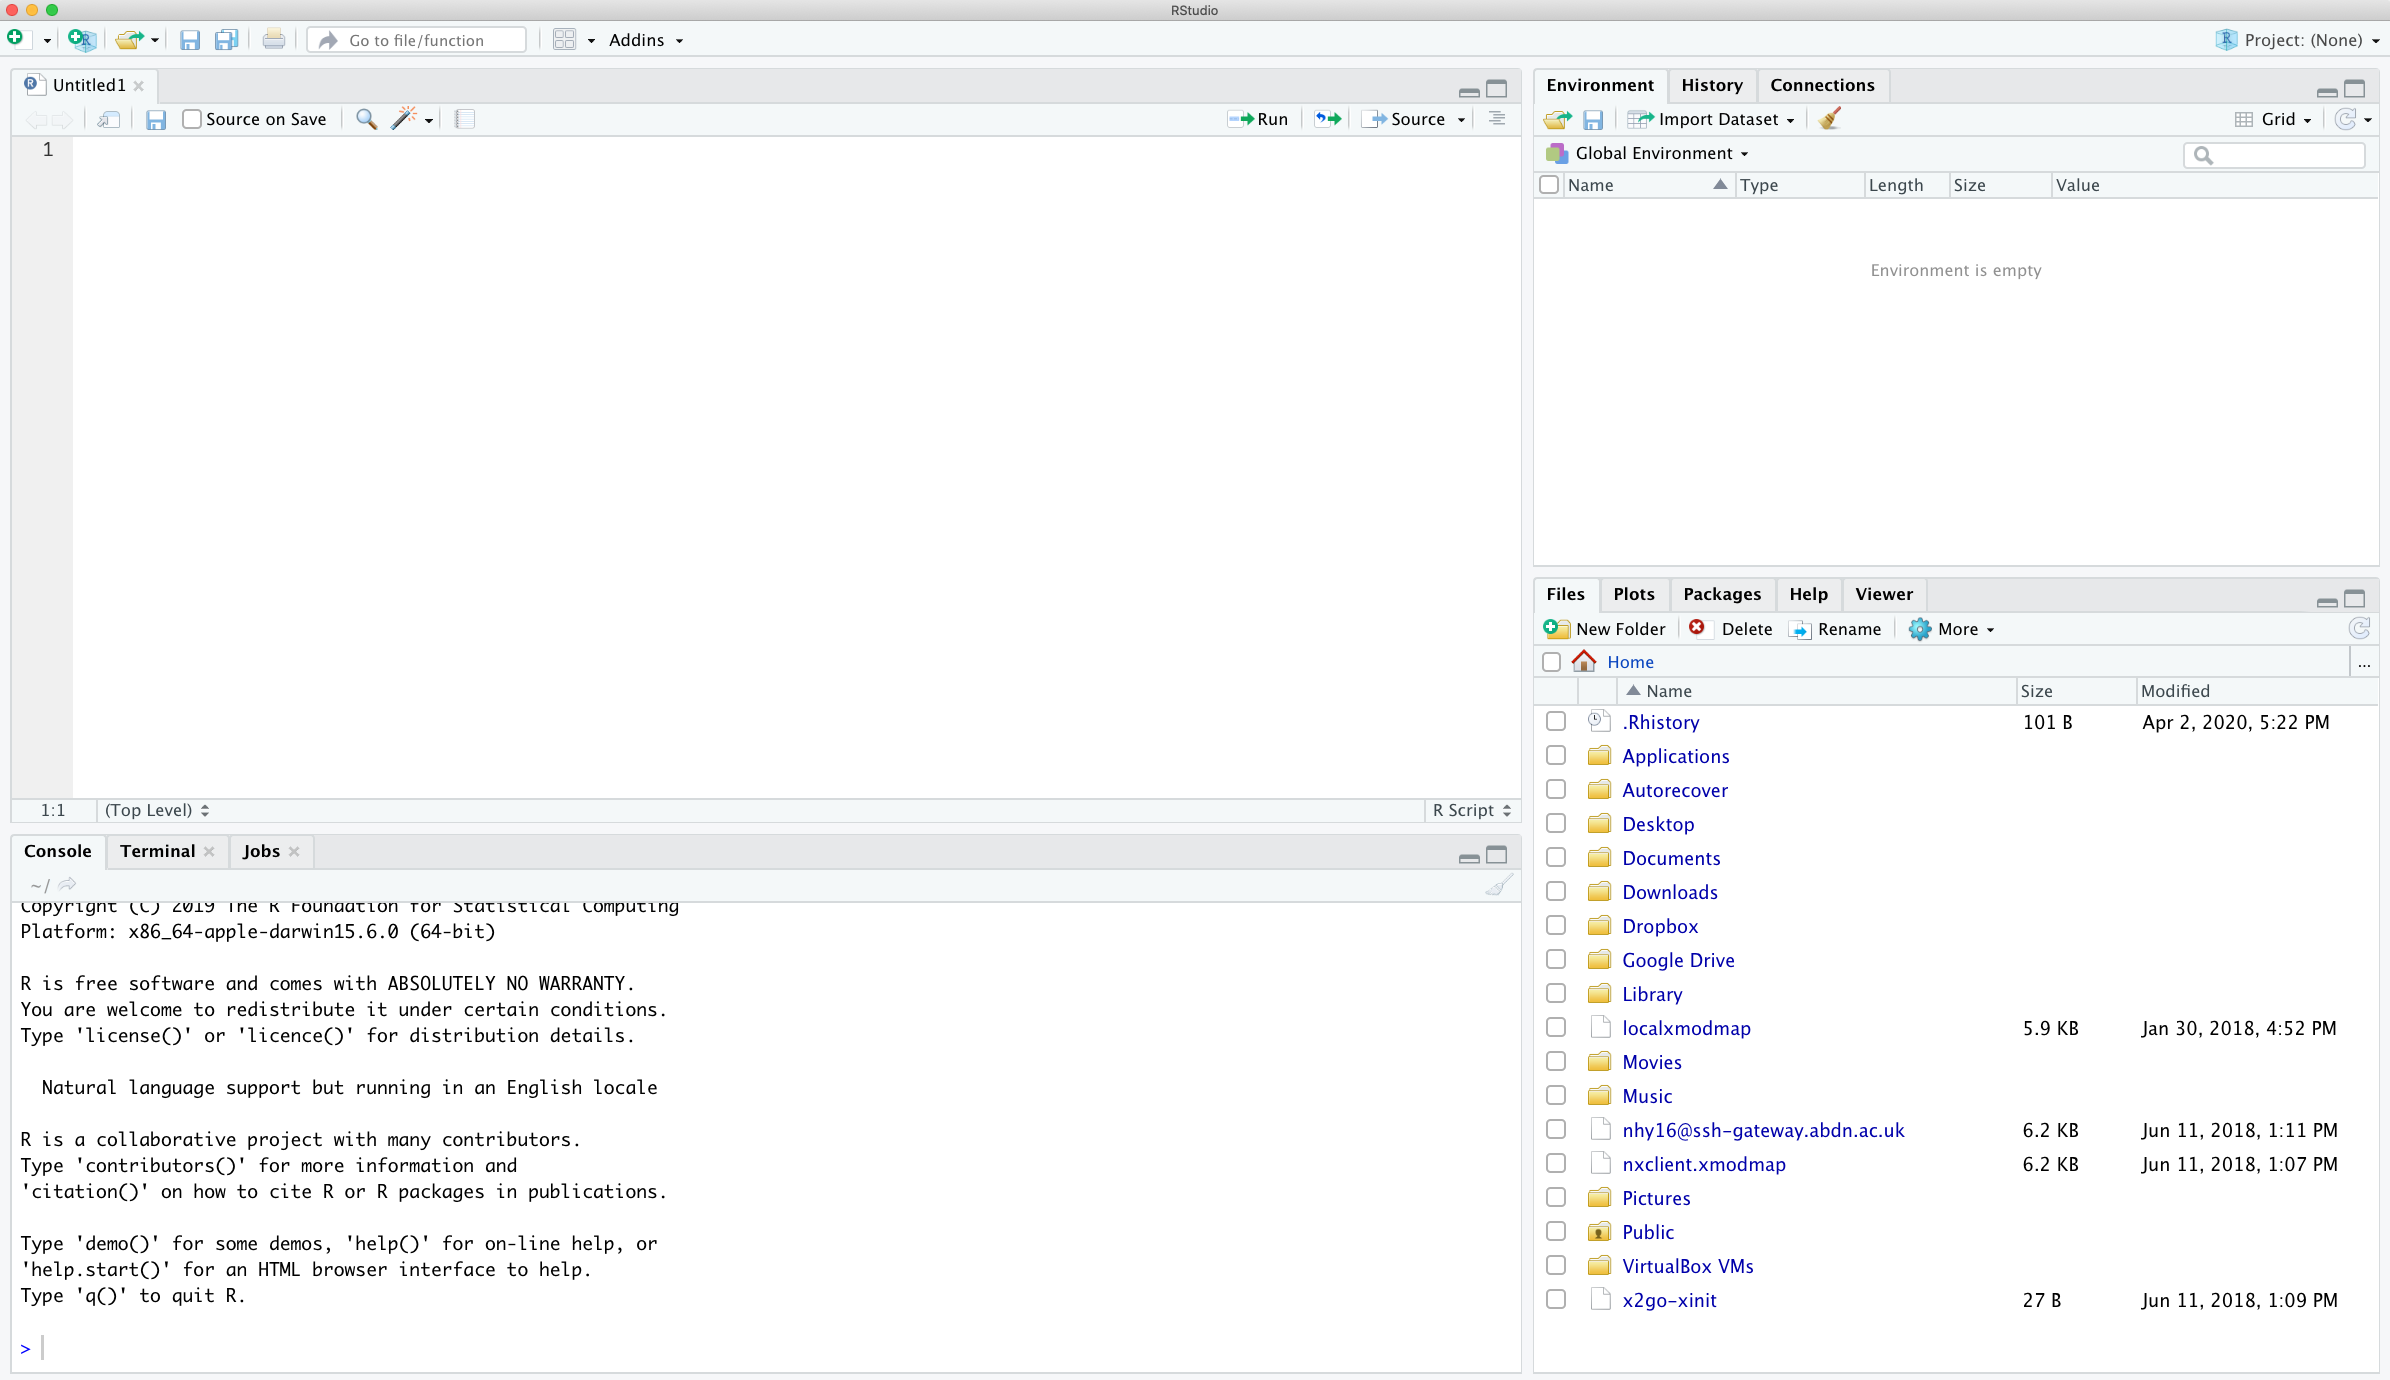 RStudio
Go to file/function
Addins
Project: (None)
Untitled1
Source on Save
Run
Source
1
1:1 (Top Level)
R Script
Console Terminal Jobs
~/
Copyright (C) 2019 The R Foundation for Statistical Computing
Platform: x86_64-apple-darwin15.6.0 (64-bit)
R is free software and comes with ABSOLUTELY NO WARRANTY.
You are welcome to redistribute it under certain conditions.
Type 'license()' or 'licence()' for distribution details.
Natural language support but running in an English locale
R is a collaborative project with many contributors.
Type 'contributors()' for more information and
'citation()' on how to cite R or R packages in publications.
Type 'demo()' for some demos, 'help()' for on-line help, or
'help.start()' for an HTML browser interface to help.
Type 'q()' to quit R.
>
Environment History Connections
Import Dataset
Grid
Global Environment
Name Type Length Size Value
Environment is empty
Files Plots Packages Help Viewer
New Folder Delete Rename More
Home
...
Name Size Modified
.Rhistory 101 B Apr 2, 2020, 5:22 PM
Applications
Autorecover
Desktop
Documents
Downloads
Dropbox
Google Drive
Library
localxmodmap 5.9 KB Jan 30, 2018, 4:52 PM
Movies
Music
nhy16@ssh-gateway.abdn.ac.uk 6.2 KB Jun 11, 2018, 1:11 PM
nxclient.xmodmap 6.2 KB Jun 11, 2018, 1:07 PM
Pictures
Public
VirtualBox VMs
x2go-xinit 27 B Jun 11, 2018, 1:09 PM